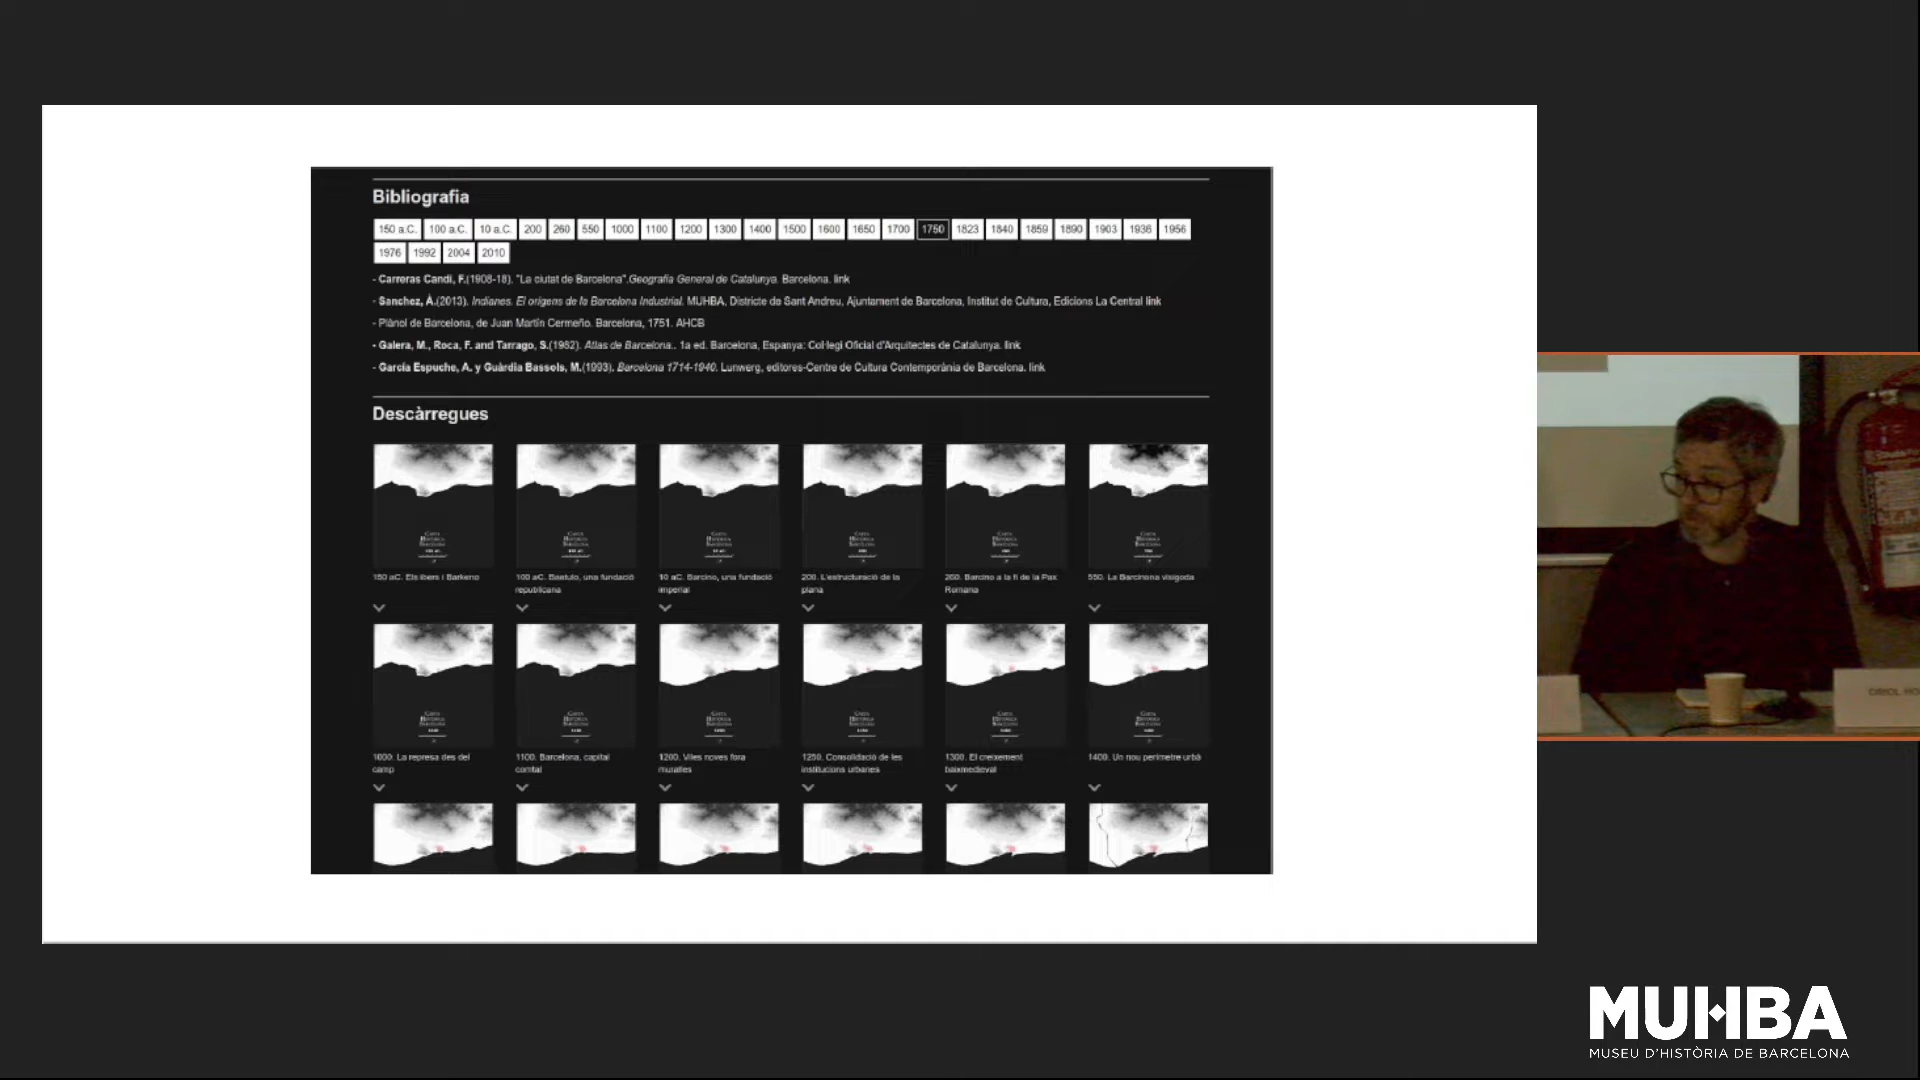 Bibliografia
150 a.C. 100 a.C. 10 a.C. 200 260 550 1000 1100 1200 1300 1400 1500 1600 1650 1700 1750 1823 1840 1859 1890 1903 1936 1956
1976 1992 2004 2010
- Carreras Candi, F.(1908-18). "La ciutat de Barcelona".Geografia General de Catalunya. Barcelona. link
- Sanchez, À.(2013). Indianes. El orígens de la Barcelona Industrial. MUHBA, Districte de Sant Andreu, Ajuntament de Barcelona, Institut de Cultura, Edicions La Central link
- Plànol de Barcelona, de Juan Martín Cermeño. Barcelona, 1751. AHCB
- Galera, M., Roca, F. and Tarrago, S.(1982). Atlas de Barcelona.. 1a ed. Barcelona, Espanya: Col·legi Oficial d'Arquitectes de Catalunya. link
- García Espuche, A. y Guàrdia Bassols, M.(1993). Barcelona 1714-1940. Lunwerg, editores-Centre de Cultura Contemporània de Barcelona. link
Descàrregues
150 aC. Els ibers i Barkeno
100 aC. Baetulo, una fundació
republicana
10 aC. Barcino, una fundació
imperial
200. L'estructuració de la
plana
260. Barcino a la fi de la Pax
Romana
550. La Barcinona visigoda
1000. La represa des del
camp
1100. Barcelona, capital
comtal
1200. Viles noves fora
muralles
1250. Consolidació de les
institucions urbanes
1300. El creixement
baixmedieval
1400. Un nou perímetre urbà
ORIOL HO
MUHBA
MUSEU D'HISTÒRIA DE BARCELONA